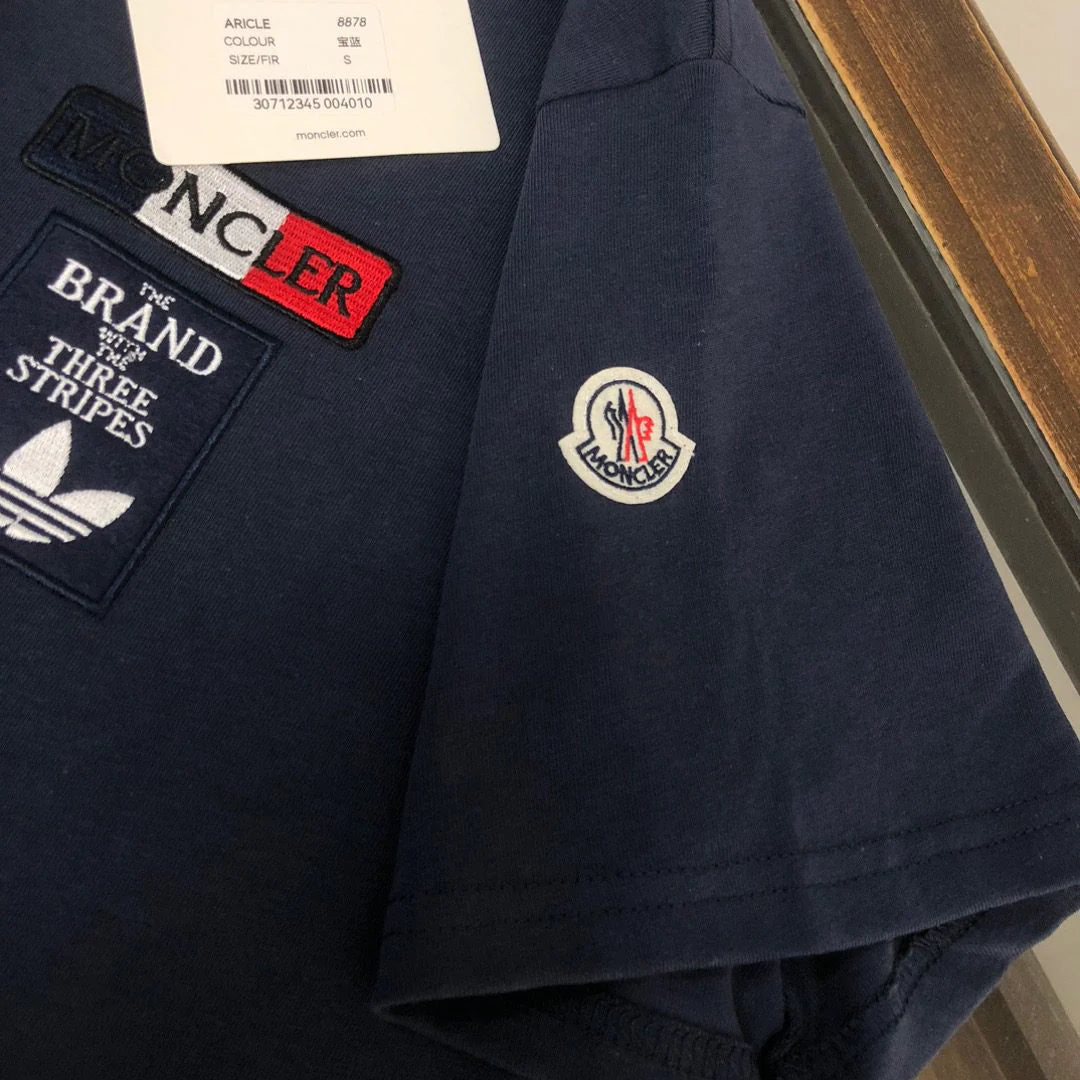 ARICLE 8878
COLOUR 宝蓝
SIZE/FIR S
30712345 004010
moncler.com
MONCLER
THE
BRAND
WITH
THE
THREE
STRIPES
MONCLER